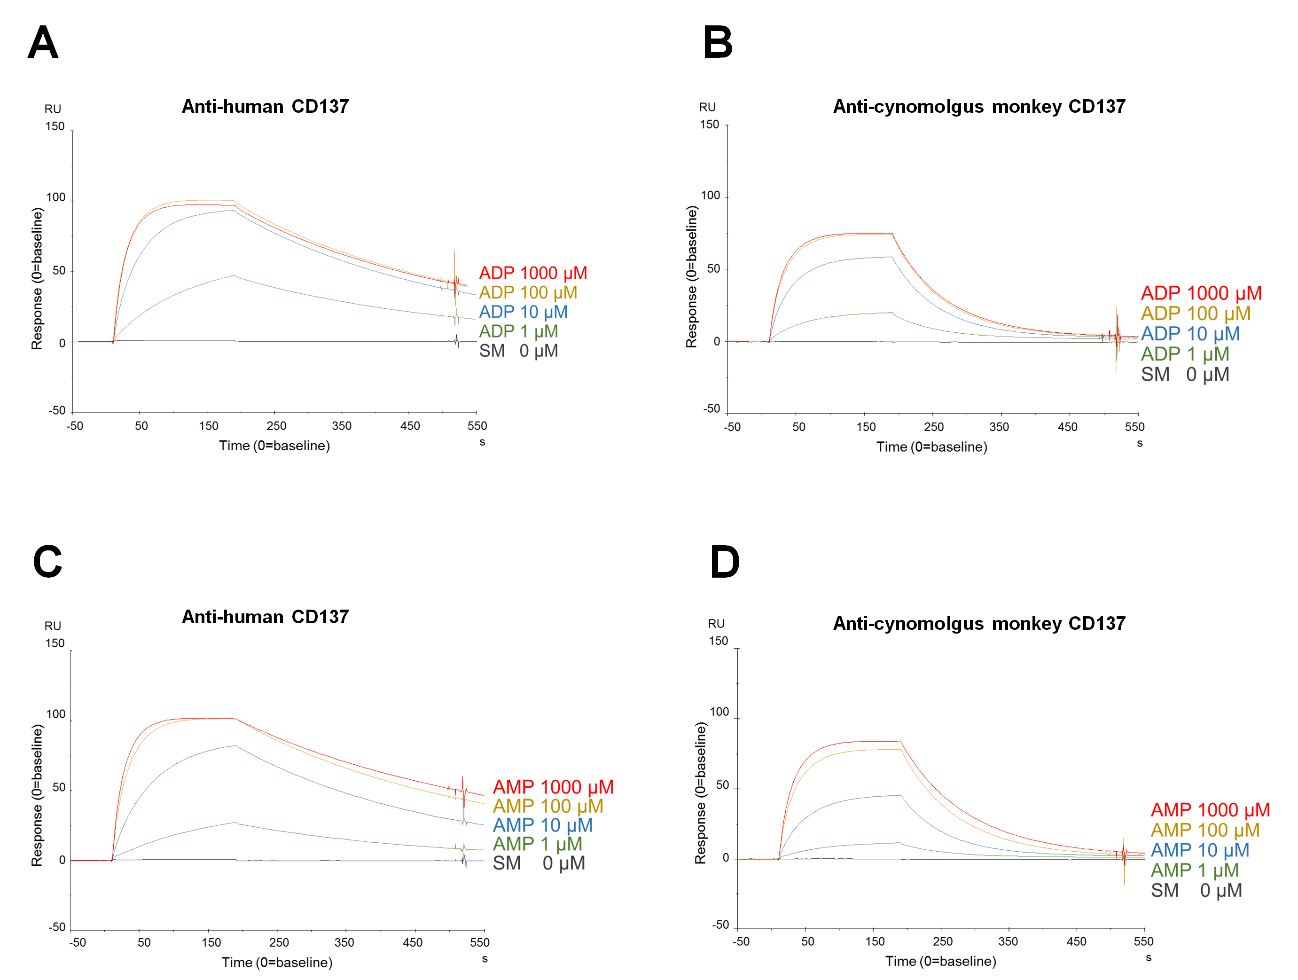 A
Anti-human CD137
RU
150
100
50
0
-50
Response (0=baseline)
-50 50 150 250 350 450 550
Time (0=baseline)
s
ADP 1000 µM
ADP 100 µM
ADP 10 µM
ADP 1 µM
SM 0 µM
B
Anti-cynomolgus monkey CD137
RU
150
100
50
0
-50
Response (0=baseline)
-50 50 150 250 350 450 550
Time (0=baseline)
s
ADP 1000 µM
ADP 100 µM
ADP 10 µM
ADP 1 µM
SM 0 µM
C
Anti-human CD137
RU
150
100
50
0
-50
Response (0=baseline)
-50 50 150 250 350 450 550
Time (0=baseline)
s
AMP 1000 µM
AMP 100 µM
AMP 10 µM
AMP 1 µM
SM 0 µM
D
Anti-cynomolgus monkey CD137
RU
150
100
50
0
-50
Response (0=baseline)
-50 50 150 250 350 450 550
Time (0=baseline)
s
AMP 1000 µM
AMP 100 µM
AMP 10 µM
AMP 1 µM
SM 0 µM